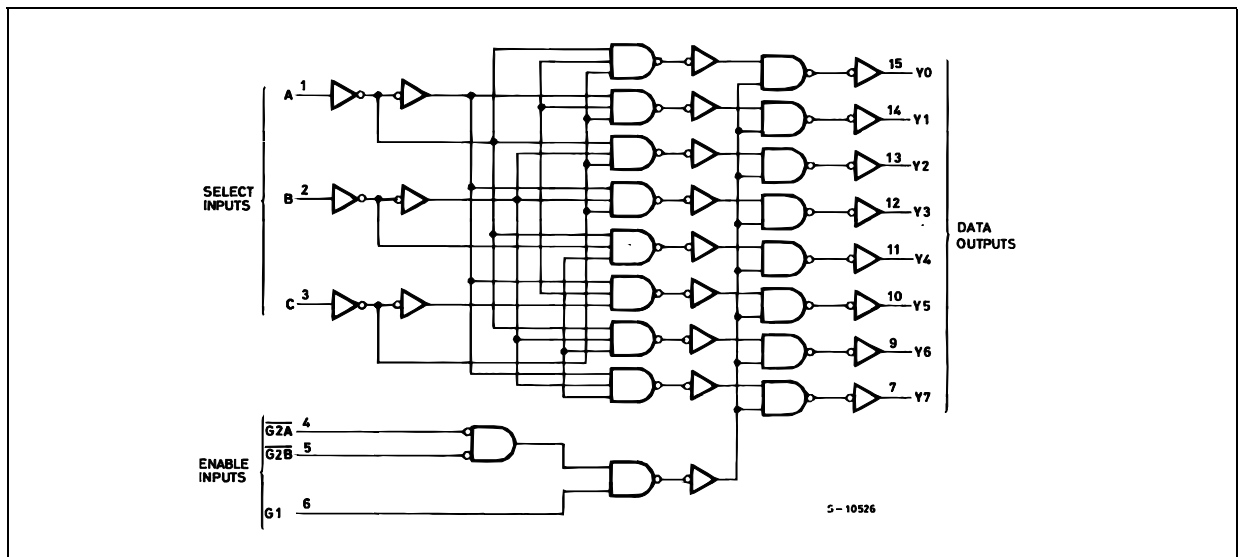 SELECT
INPUTS
A 1
B 2
C 3
ENABLE
INPUTS
G2A 4
G2B 5
G1 6
15 Y0
14 Y1
13 Y2
12 Y3
11 Y4
10 Y5
9 Y6
7 Y7
DATA
OUTPUTS
S-10526